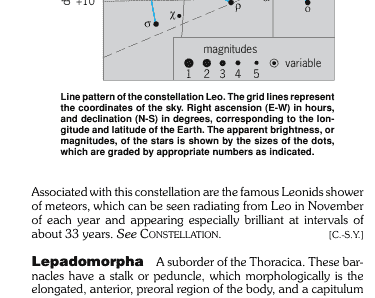 +10
σ
χ
ρ
ο
magnitudes
1 2 3 4 5 variable
Line pattern of the constellation Leo. The grid lines represent
the coordinates of the sky. Right ascension (E-W) in hours,
and declination (N-S) in degrees, corresponding to the lon-
gitude and latitude of the Earth. The apparent brightness, or
magnitudes, of the stars is shown by the sizes of the dots,
which are graded by appropriate numbers as indicated.
Associated with this constellation are the famous Leonids shower
of meteors, which can be seen radiating from Leo in November
of each year and appearing especially brilliant at intervals of
about 33 years. See CONSTELLATION. [C.-S.Y.]
Lepadomorpha A suborder of the Thoracica. These bar-
nacles have a stalk or peduncle, which morphologically is the
elongated, anterior, preoral region of the body, and a capitulum